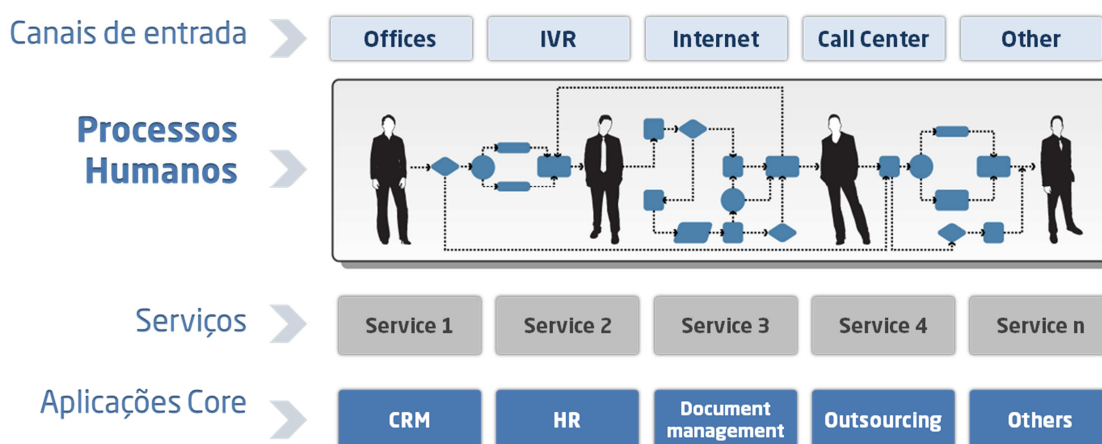 Canais de entrada
Offices
IVR
Internet
Call Center
Other
Processos
Humanos
Serviços
Service 1
Service 2
Service 3
Service 4
Service n
Aplicações Core
CRM
HR
Document
management
Outsourcing
Others